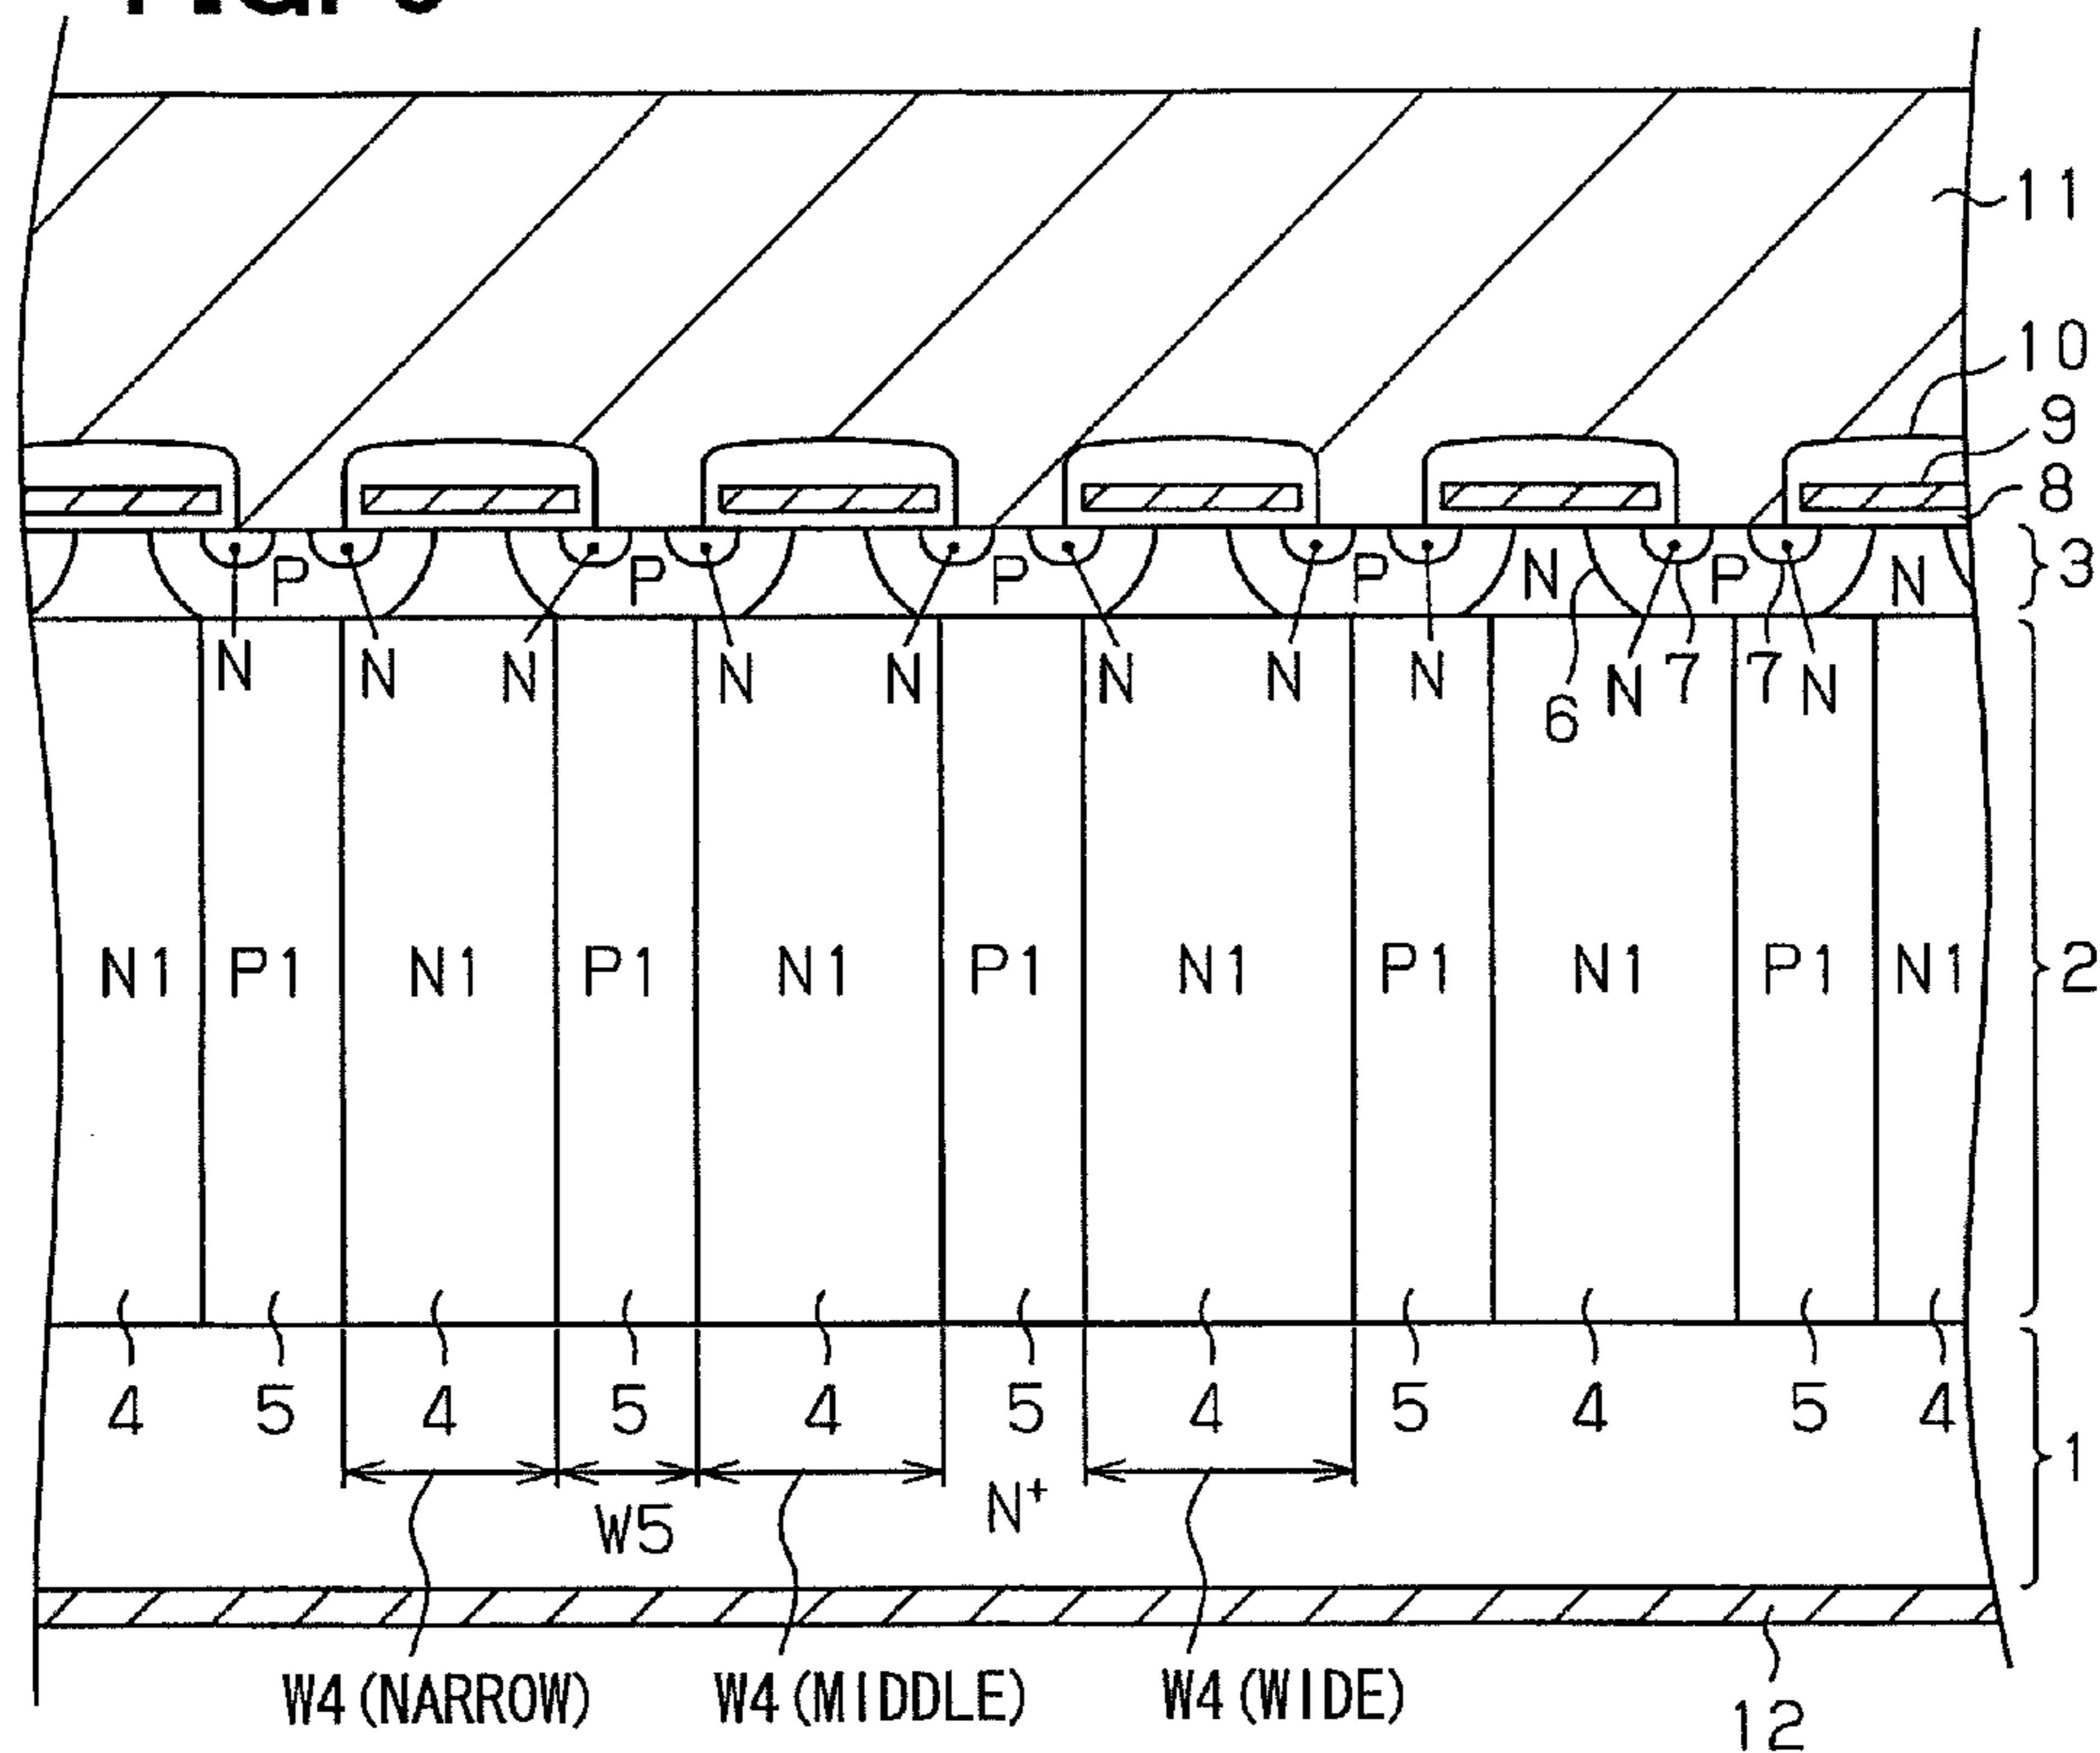 11
10
9
8
P P P P N P N 3
N N N N N N N N 6 N 7 7 N
N1 P1 N1 P1 N1 P1 N1 P1 N1 P1 N1 2
4 5 4 5 4 5 4 5 4 5 4
1
W5 N+
W4(NARROW) W4(MIDDLE) W4(WIDE) 12